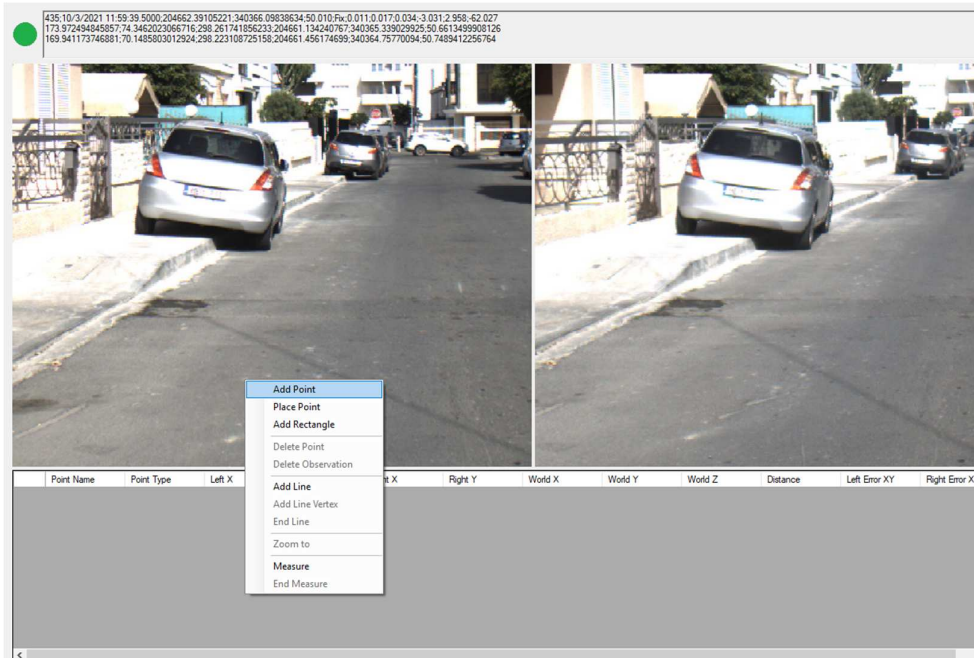 435;10/3/2021 11:59:39.5000;204662.39105221;340366.09838634;50.010;Fix;0.011;0.017;0.034;-3.031;2.958;-62.027
173.972494845857;74.3462023066716;298.261741856233;204661.134240767;340365.339029925;50.6613499908126
169.941173746881;70.1485803012924;298.223108725158;204661.456174699;340364.75770094;50.7489412256764
Add Point
Place Point
Add Rectangle
Delete Point
Delete Observation
Add Line
Add Line Vertex
End Line
Zoom to
Measure
End Measure
Point Name Point Type Left X t X Right Y World X World Y World Z Distance Left Error XY Right Error X